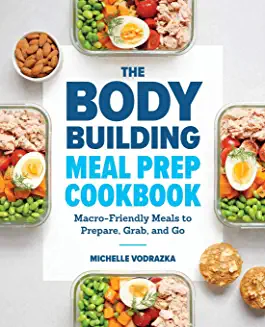 THE
BODY
BUILDING
MEAL PREP
COOKBOOK
Macro-Friendly Meals to
Prepare, Grab, and Go
MICHELLE VODRAZKA